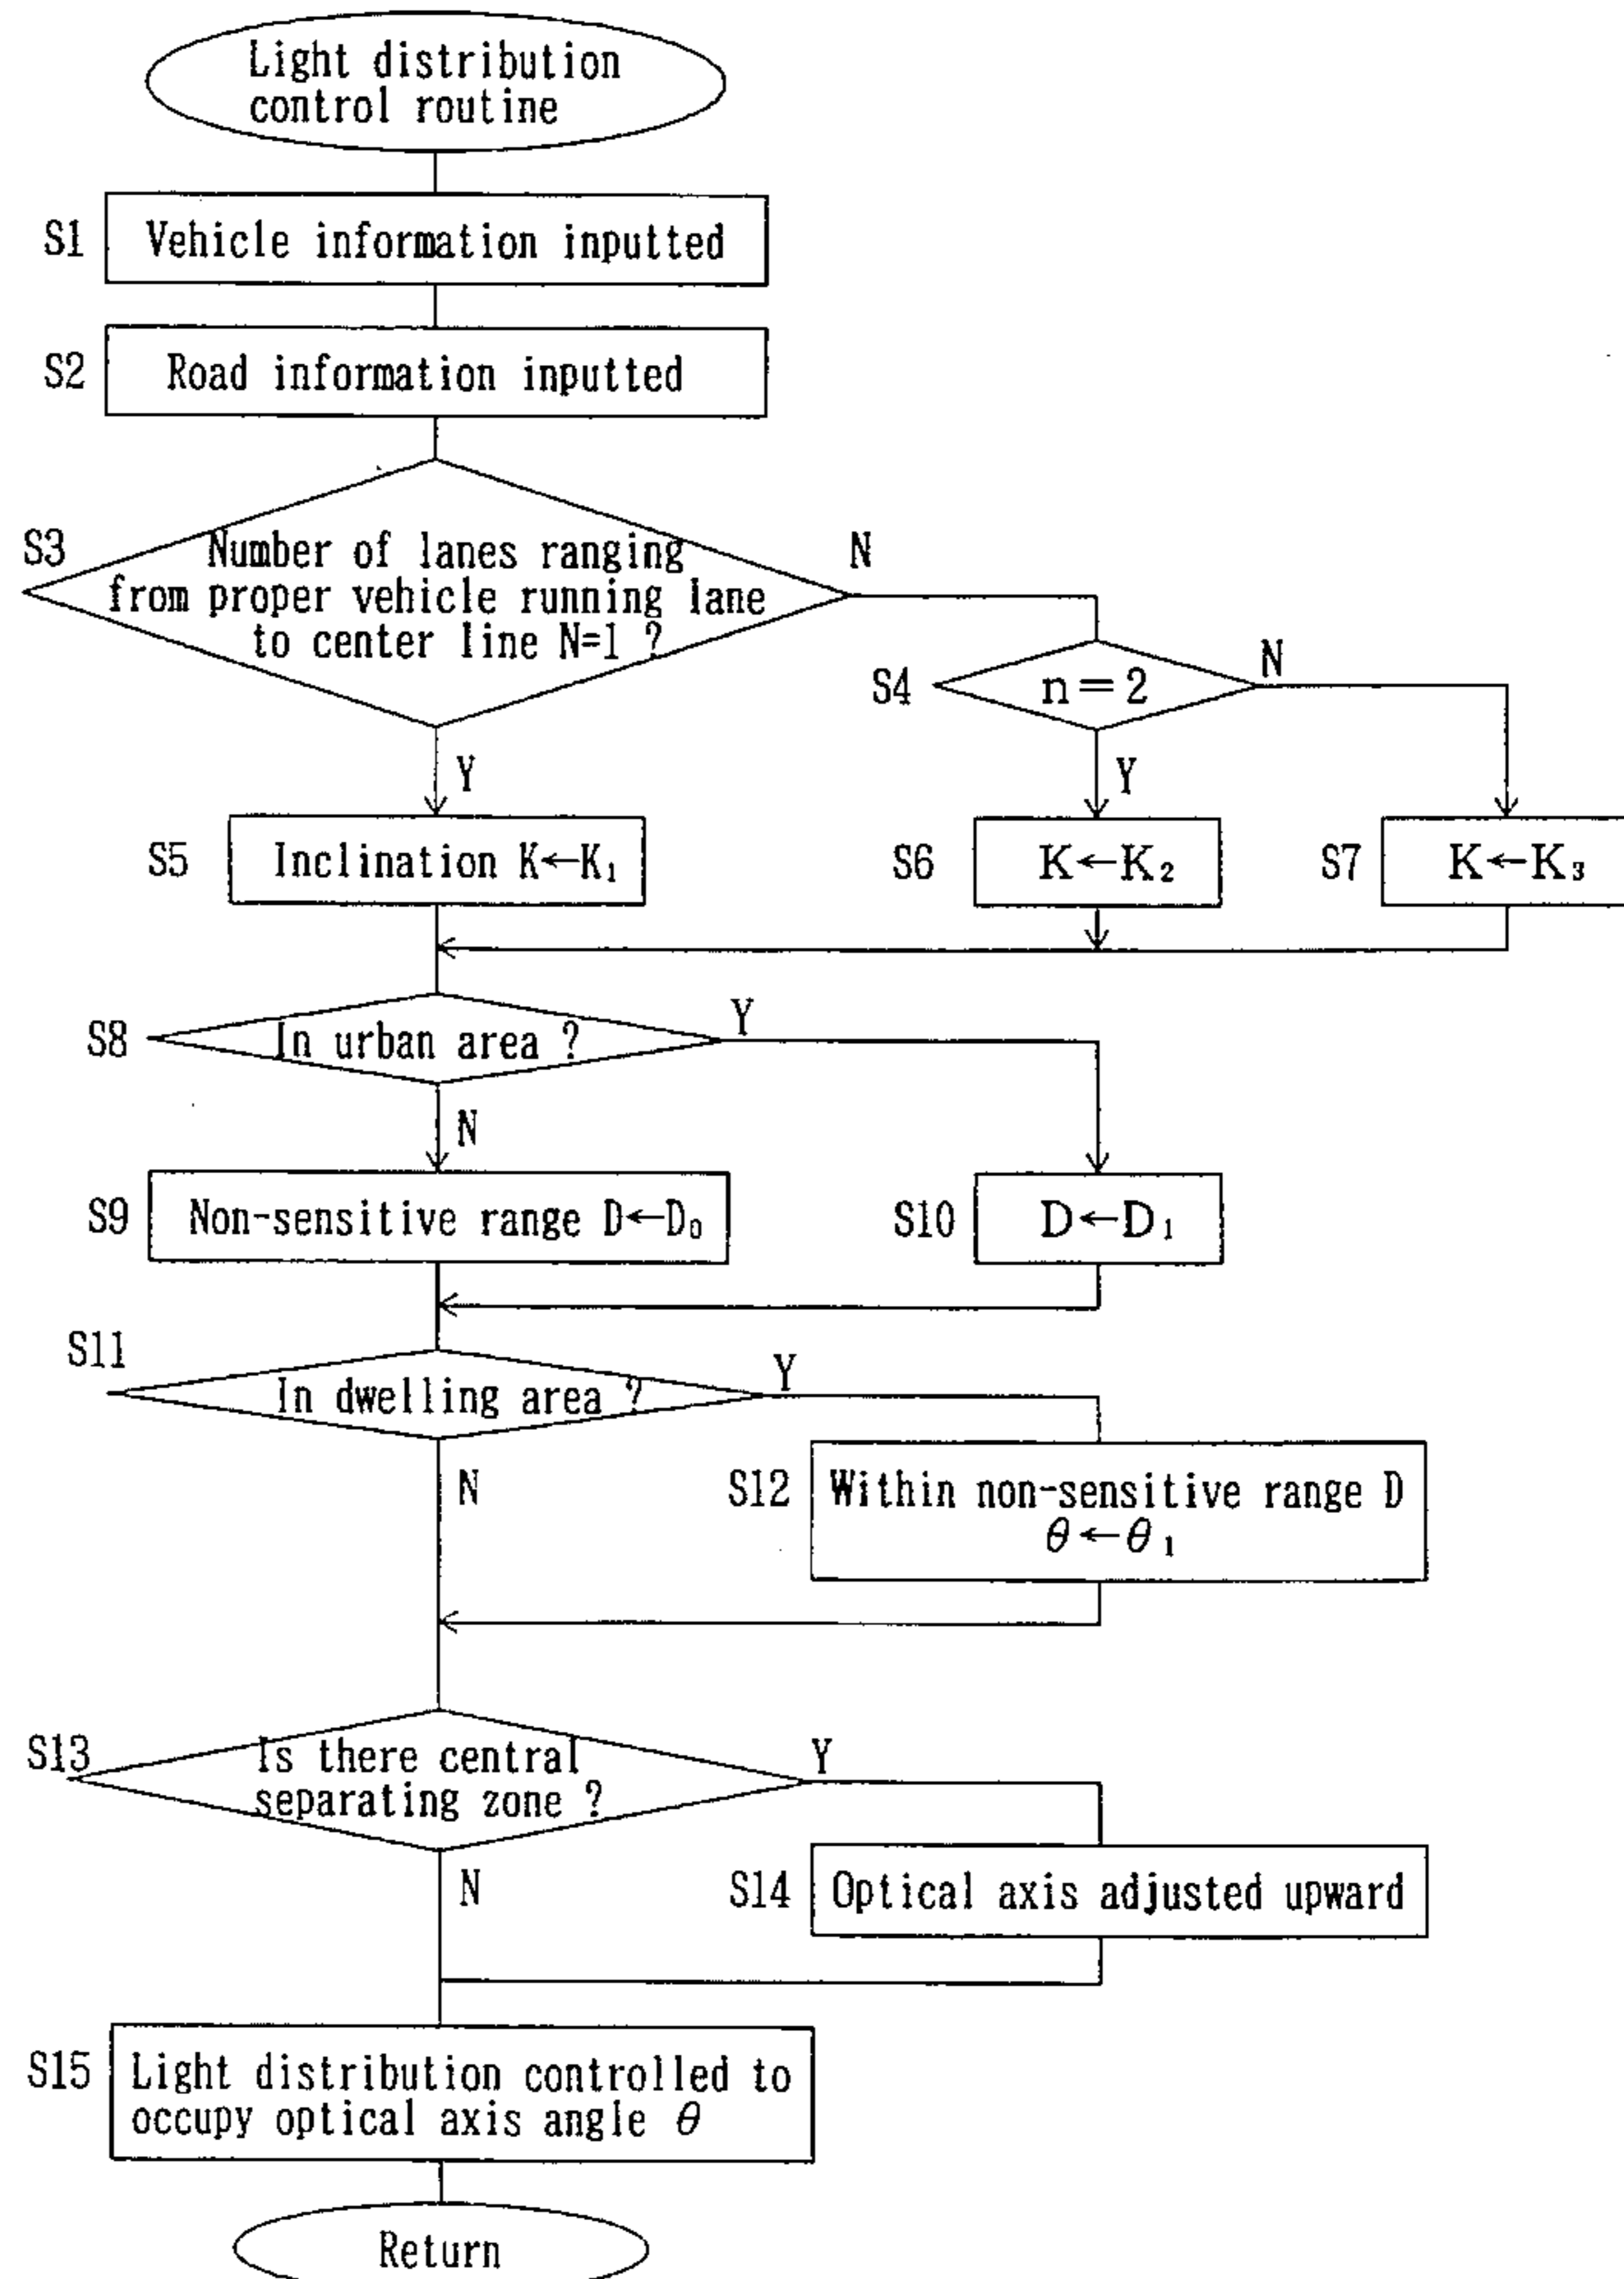 Light distribution
control routine
S1
Vehicle information inputted
S2
Road information inputted
S3
Number of lanes ranging
from proper vehicle running lane
to center line N=1 ?
N
Y
S4
n=2
N
Y
S5
Inclination K←K₁
S6
K←K₂
S7
K←K₃
S8
In urban area ?
Y
N
S9
Non-sensitive range D←D₀
S10
D←D₁
S11
In dwelling area ?
Y
N
S12
Within non-sensitive range D
θ←θ₁
S13
Is there central
separating zone ?
Y
N
S14
Optical axis adjusted upward
S15
Light distribution controlled to
occupy optical axis angle θ
Return